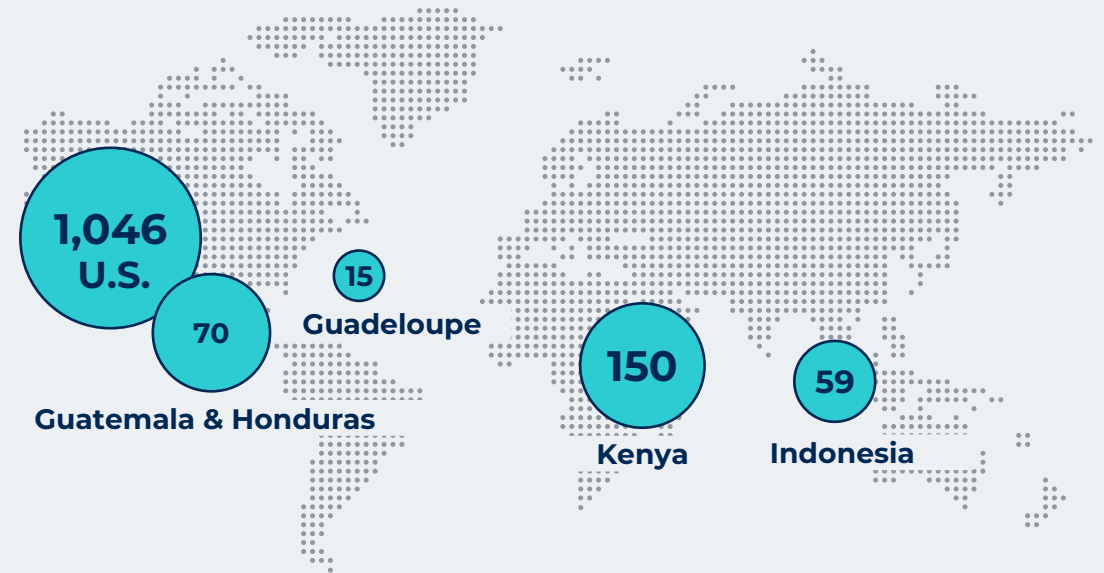 1,046
U.S.
70
Guatemala & Honduras
15
Guadeloupe
150
Kenya
59
Indonesia